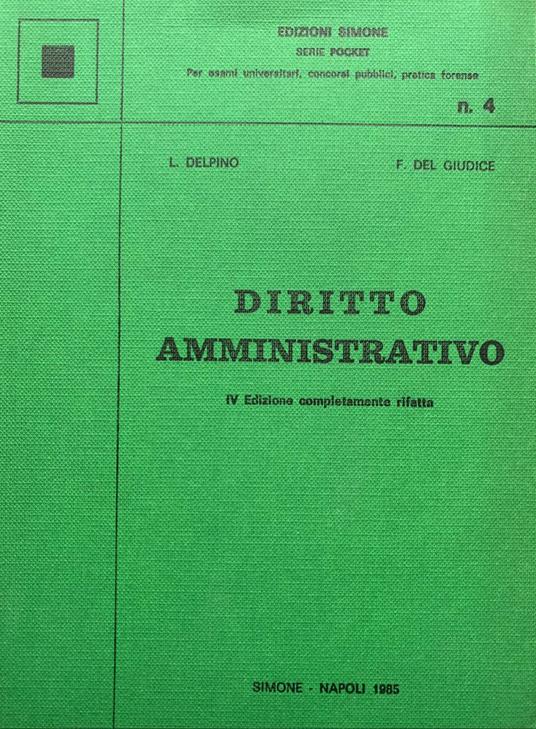 EDIZIONI SIMONE
SERIE POCKET
Per esami universitari, concorsi pubblici, pratica forense
n. 4
L. DELPINO F. DEL GIUDICE
DIRITTO
AMMINISTRATIVO
IV Edizione completamente rifatta
SIMONE - NAPOLI 1985